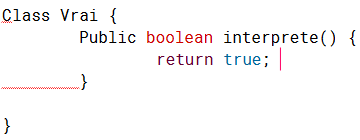 Class Vrai {
Public boolean interprete() {
return true;
}
}